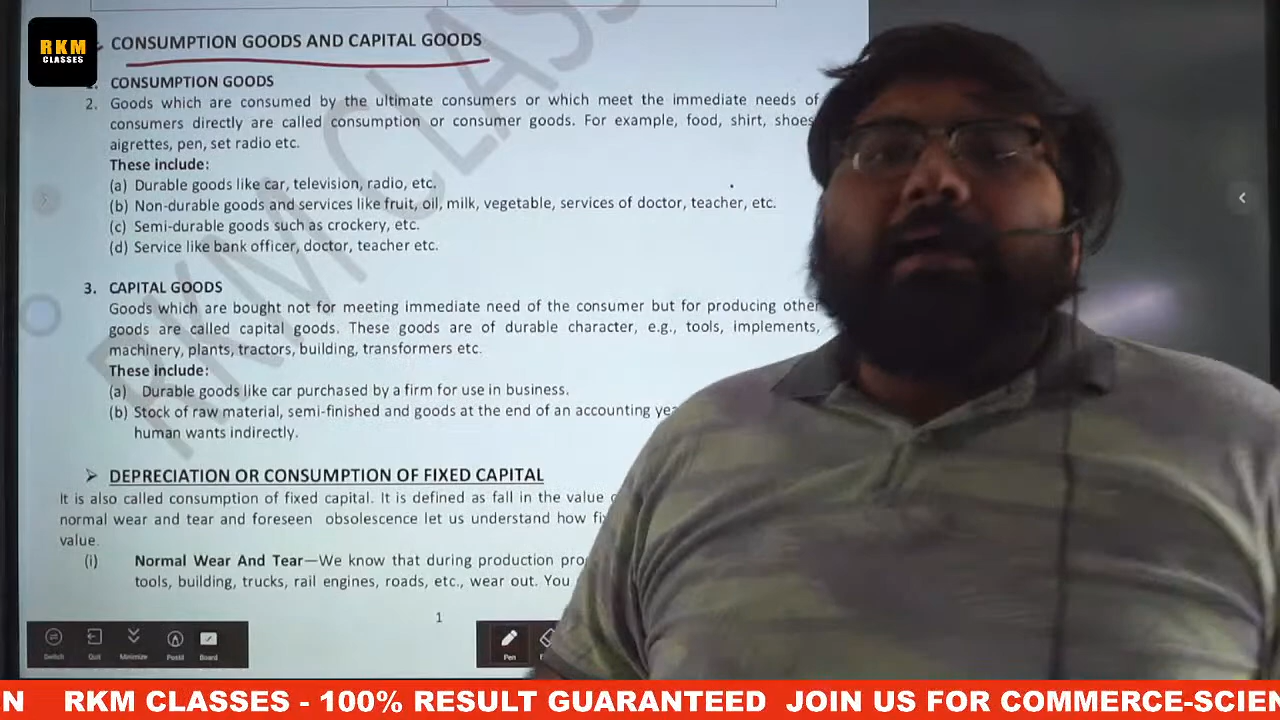 RKM
CLASSES
CONSUMPTION GOODS AND CAPITAL GOODS
CONSUMPTION GOODS
2. Goods which are consumed by the ultimate consumers or which meet the immediate needs of
consumers directly are called consumption or consumer goods. For example, food, shirt, shoes
aigrettes, pen, set radio etc.
These include:
(a) Durable goods like car, television, radio, etc.
(b) Non-durable goods and services like fruit, oil, milk, vegetable, services of doctor, teacher, etc.
(c) Semi-durable goods such as crockery, etc.
(d) Service like bank officer, doctor, teacher etc.
3. CAPITAL GOODS
Goods which are bought not for meeting immediate need of the consumer but for producing other
goods are called capital goods. These goods are of durable character, e.g., tools, implements,
machinery, plants, tractors, building, transformers etc.
These include:
(a) Durable goods like car purchased by a firm for use in business.
(b) Stock of raw material, semi-finished and goods at the end of an accounting
human wants indirectly.
➢ DEPRECIATION OR CONSUMPTION OF FIXED CAPITAL
It is also called consumption of fixed capital. It is defined as fall in the value
normal wear and tear and foreseen obsolescence let us understand how
value.
(i) Normal Wear And Tear—We know that during production
tools, building, trucks, rail engines, roads, etc., wear out. You
1
Switch Quit Minimize Postil Board Pen
RKM CLASSES - 100% RESULT GUARANTEED JOIN US FOR COMMERCE-SCIEN